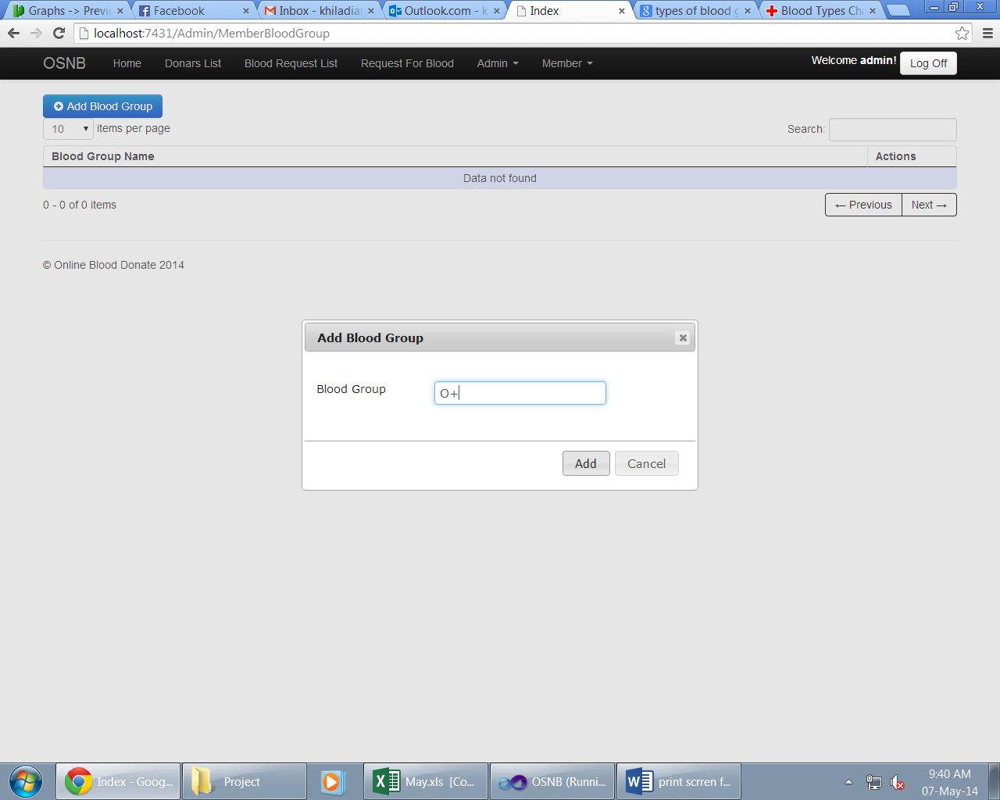 Graphs -> Previ
Facebook
Inbox - khiladia
Outlook.com - k
Index
types of blood g
Blood Types Ch
localhost:7431/Admin/MemberBloodGroup
OSNB Home Donars List Blood Request List Request For Blood Admin Member Welcome admin! Log Off
Add Blood Group
10 items per page Search:
Blood Group Name Actions
Data not found
0 - 0 of 0 items ← Previous Next →
© Online Blood Donate 2014
Add Blood Group
Blood Group O+
Add Cancel
Index - Goog...
Project
May.xls [Co...
OSNB (Runni...
print scrren f...
9:40 AM
07-May-14